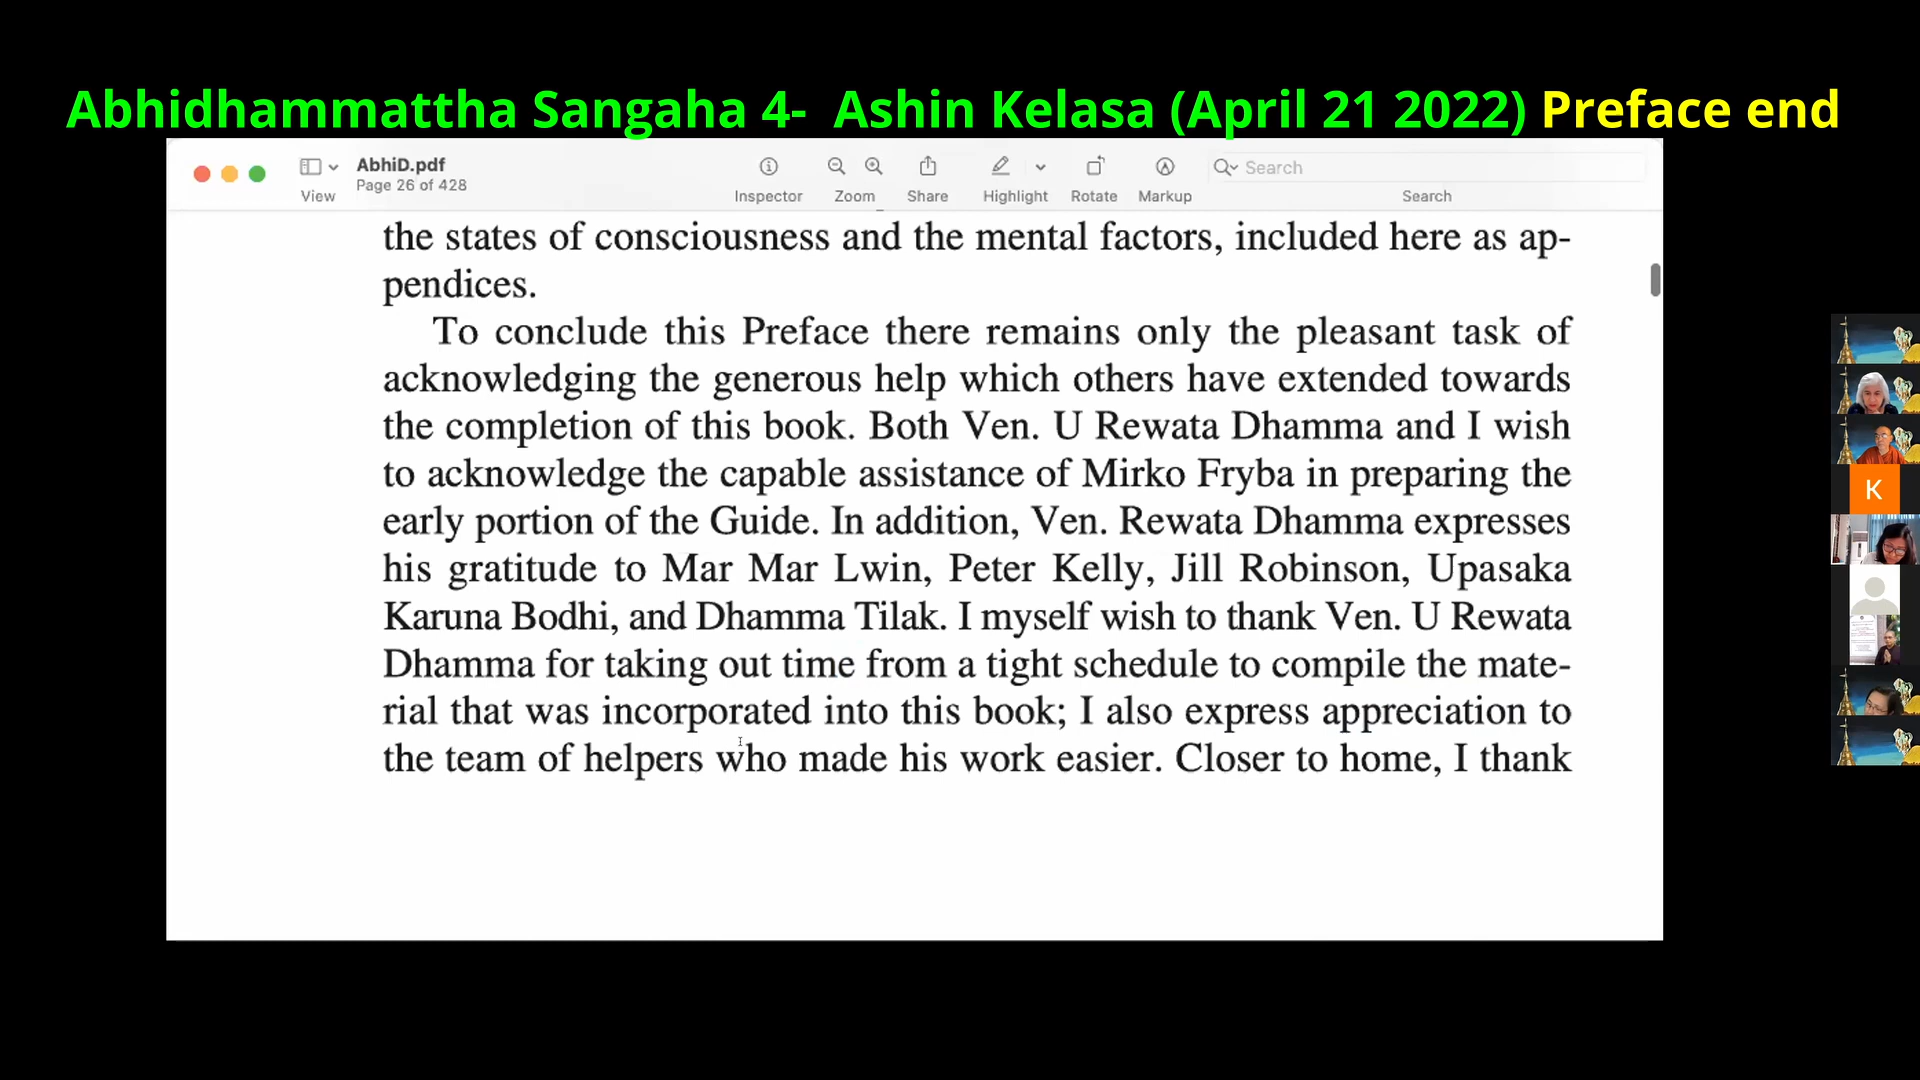 Abhidhammattha Sangaha 4-  Ashin Kelasa (April 21 2022) Preface end
AbhiD.pdf
Page 26 of 428
View
Inspector
Zoom
Share
Highlight
Rotate
Markup
Search
Search
the states of consciousness and the mental factors, included here as ap-
pendices.
To conclude this Preface there remains only the pleasant task of
acknowledging the generous help which others have extended towards
the completion of this book. Both Ven. U Rewata Dhamma and I wish
to acknowledge the capable assistance of Mirko Fryba in preparing the
early portion of the Guide. In addition, Ven. Rewata Dhamma expresses
his gratitude to Mar Mar Lwin, Peter Kelly, Jill Robinson, Upasaka
Karuna Bodhi, and Dhamma Tilak. I myself wish to thank Ven. U Rewata
Dhamma for taking out time from a tight schedule to compile the mate-
rial that was incorporated into this book; I also express appreciation to
the team of helpers who made his work easier. Closer to home, I thank
K